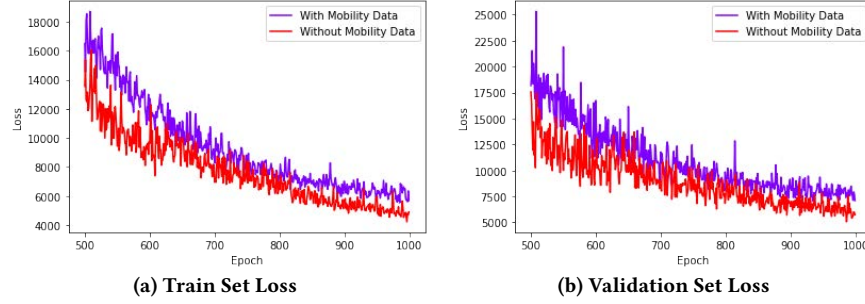 With Mobility Data
Without Mobility Data
18000
16000
14000
12000
10000
8000
6000
4000
Loss
500
600
700
800
900
1000
Epoch
(a) Train Set Loss
With Mobility Data
Without Mobility Data
25000
22500
20000
17500
15000
12500
10000
7500
5000
Loss
500
600
700
800
900
1000
Epoch
(b) Validation Set Loss